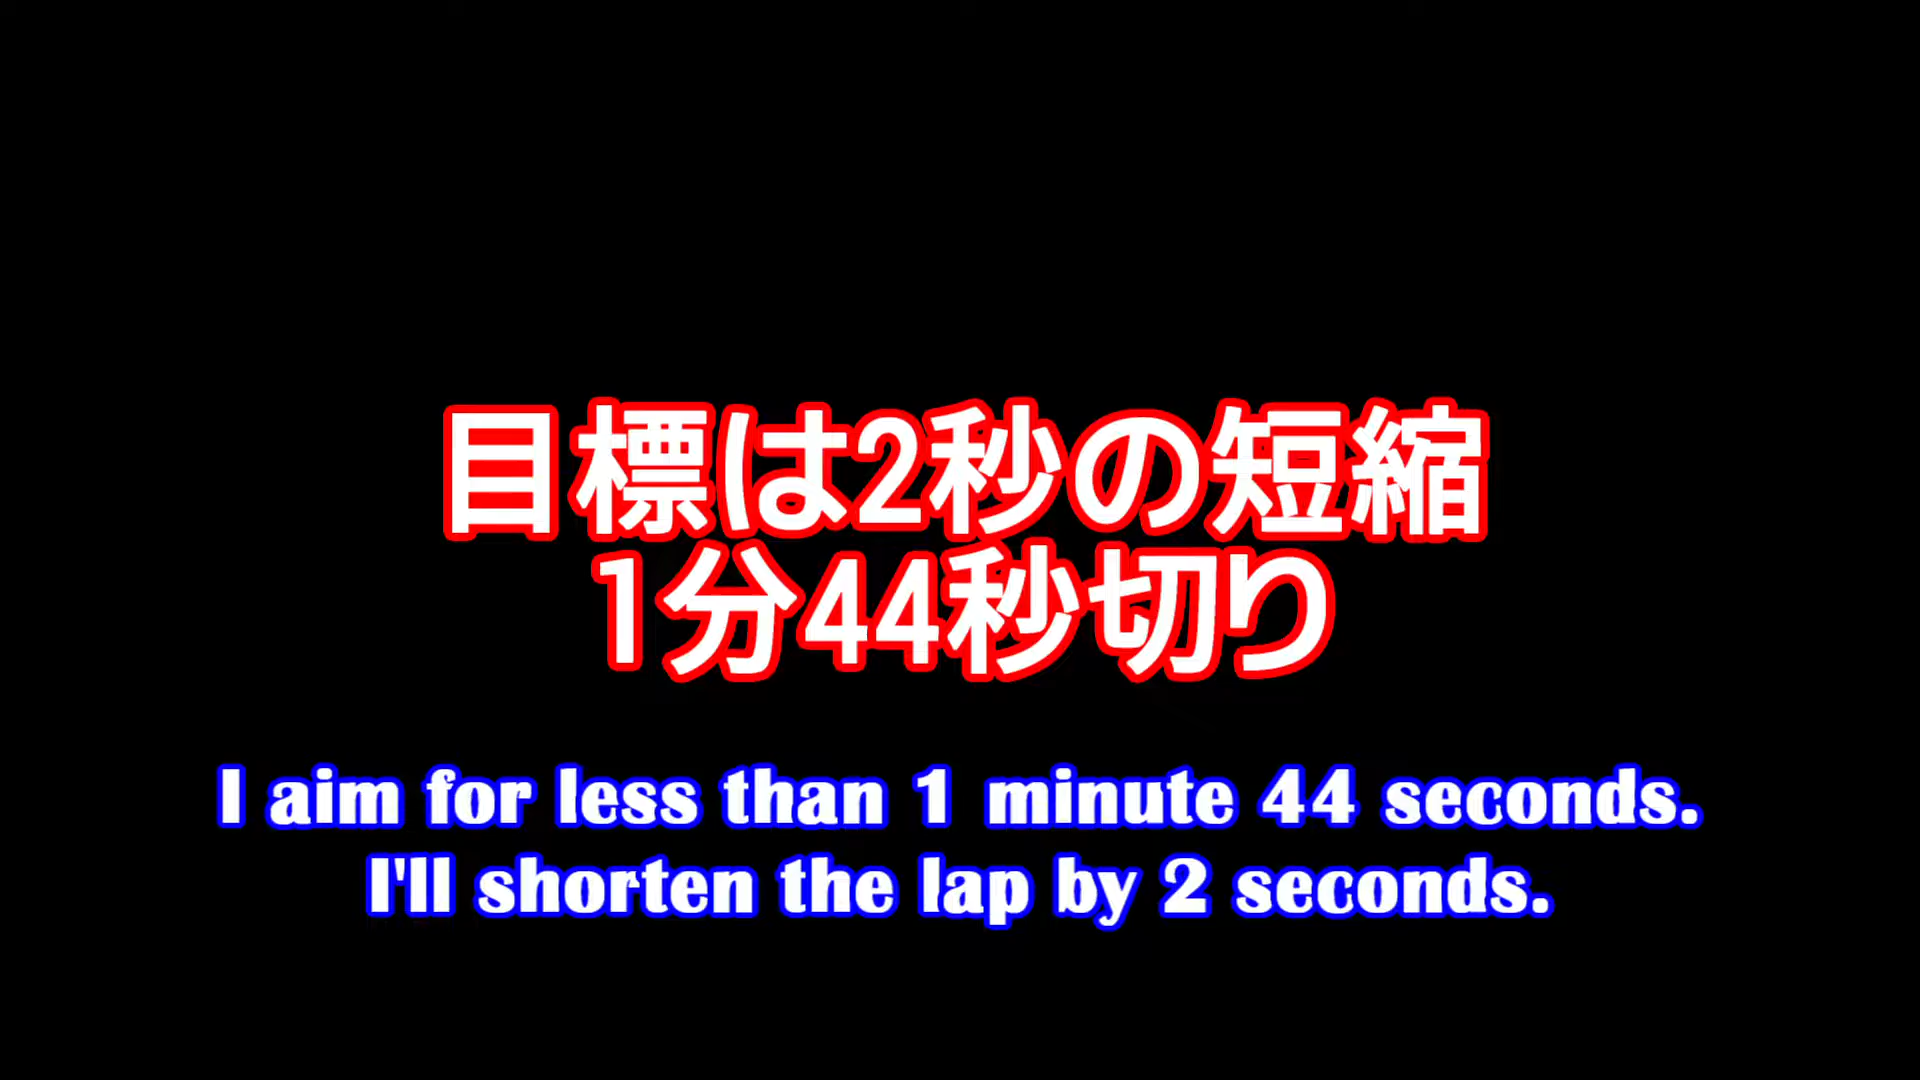 目標は2秒の短縮
1分44秒切り
I aim for less than 1 minute 44 seconds.
I'll shorten the lap by 2 seconds.